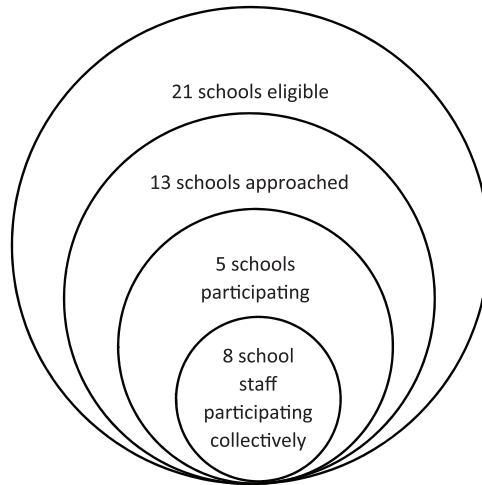 21 schools eligible
13 schools approached
5 schools
participating
8 school
staff
participating
collectively